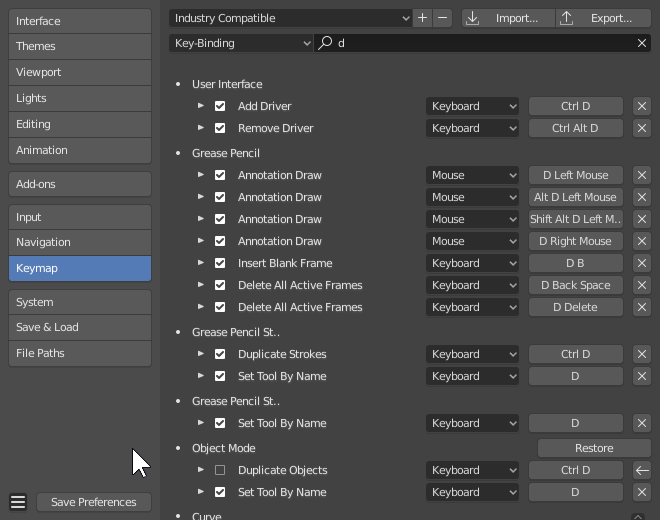 Interface
Themes
Viewport
Lights
Editing
Animation
Add-ons
Input
Navigation
Keymap
System
Save & Load
File Paths
Save Preferences
Industry Compatible + − Import... Export...
Key-Binding d
User Interface
Add Driver Keyboard Ctrl D
Remove Driver Keyboard Ctrl Alt D
Grease Pencil
Annotation Draw Mouse D Left Mouse
Annotation Draw Mouse Alt D Left Mouse
Annotation Draw Mouse Shift Alt D Left M..
Annotation Draw Mouse D Right Mouse
Insert Blank Frame Keyboard D B
Delete All Active Frames Keyboard D Back Space
Delete All Active Frames Keyboard D Delete
Grease Pencil St..
Duplicate Strokes Keyboard Ctrl D
Set Tool By Name Keyboard D
Grease Pencil St..
Set Tool By Name Keyboard D
Object Mode Restore
Duplicate Objects Keyboard Ctrl D
Set Tool By Name Keyboard D
Curve